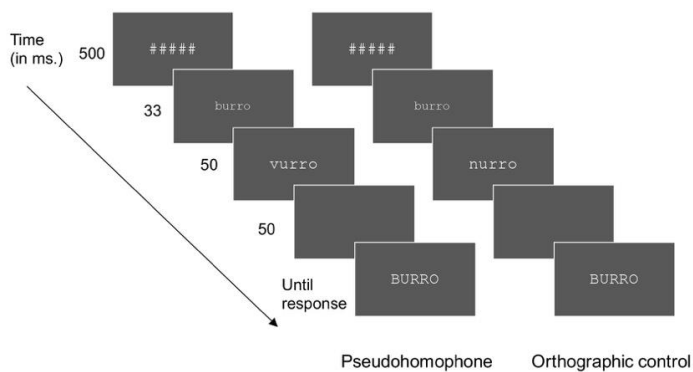 Time
(in ms.)
500
#####
#####
33
burro
burro
50
vurro
nurro
50
Until
response
BURRO
BURRO
Pseudohomophone
Orthographic control